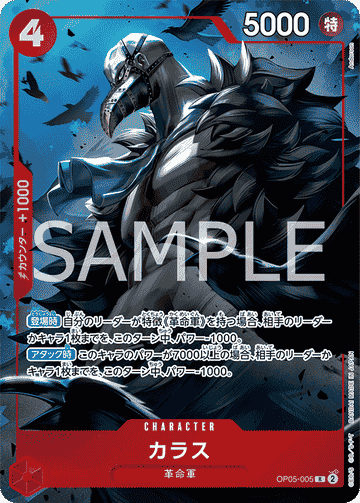 4
5000
特
カウンター +1000
SAMPLE
登場時 自分のリーダーが特徴《革命軍》を持つ場合、相手のリーダー
かキャラ1枚までを、このターン中、パワー-1000。
アタック時 このキャラのパワーが7000以上の場合、相手のリーダーか
キャラ1枚までを、このターン中、パワー-1000。
CHARACTER
カラス
革命軍
OP05-005 R 2